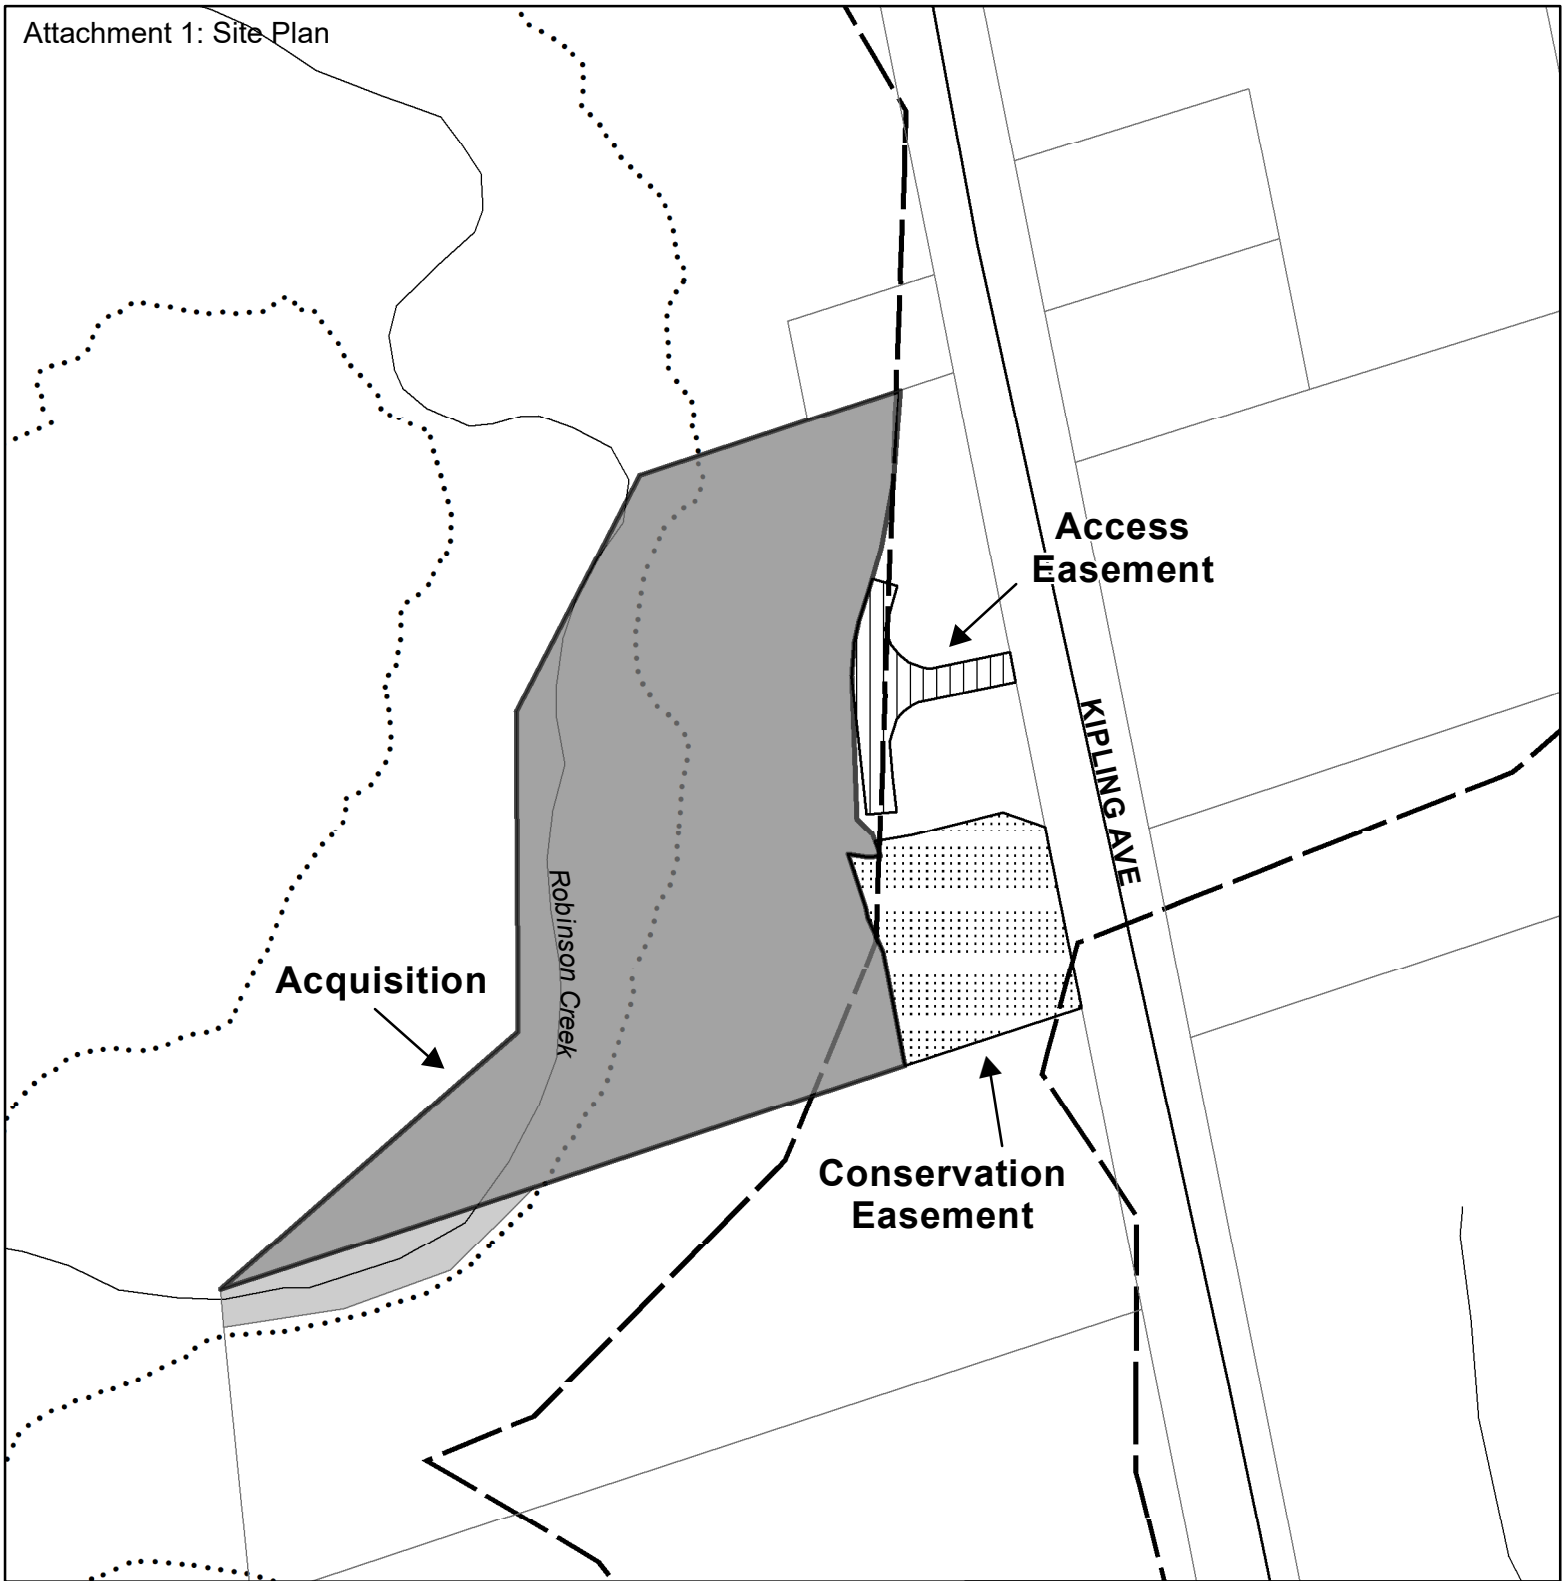 Attachment 1: Site Plan
Access
Easement
KIPLING AVE
Robinson Creek
Acquisition
Conservation
Easement